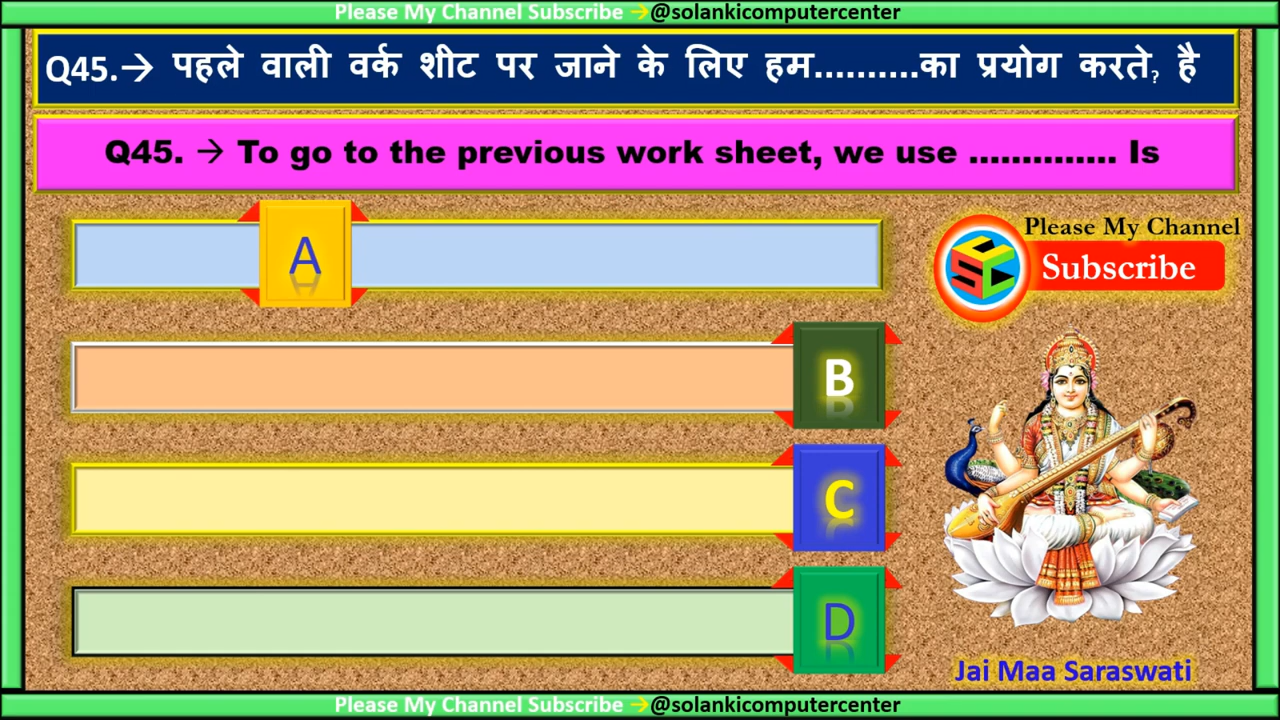 Please My Channel Subscribe →@solankicomputercenter
Q45.→ पहले वाली वर्क शीट पर जाने के लिए हम..........का प्रयोग करते? है
Q45. → To go to the previous work sheet, we use .............. Is
A
Please My Channel
Subscribe
SCC
B
C
D
Jai Maa Saraswati
Please My Channel Subscribe →@solankicomputercenter